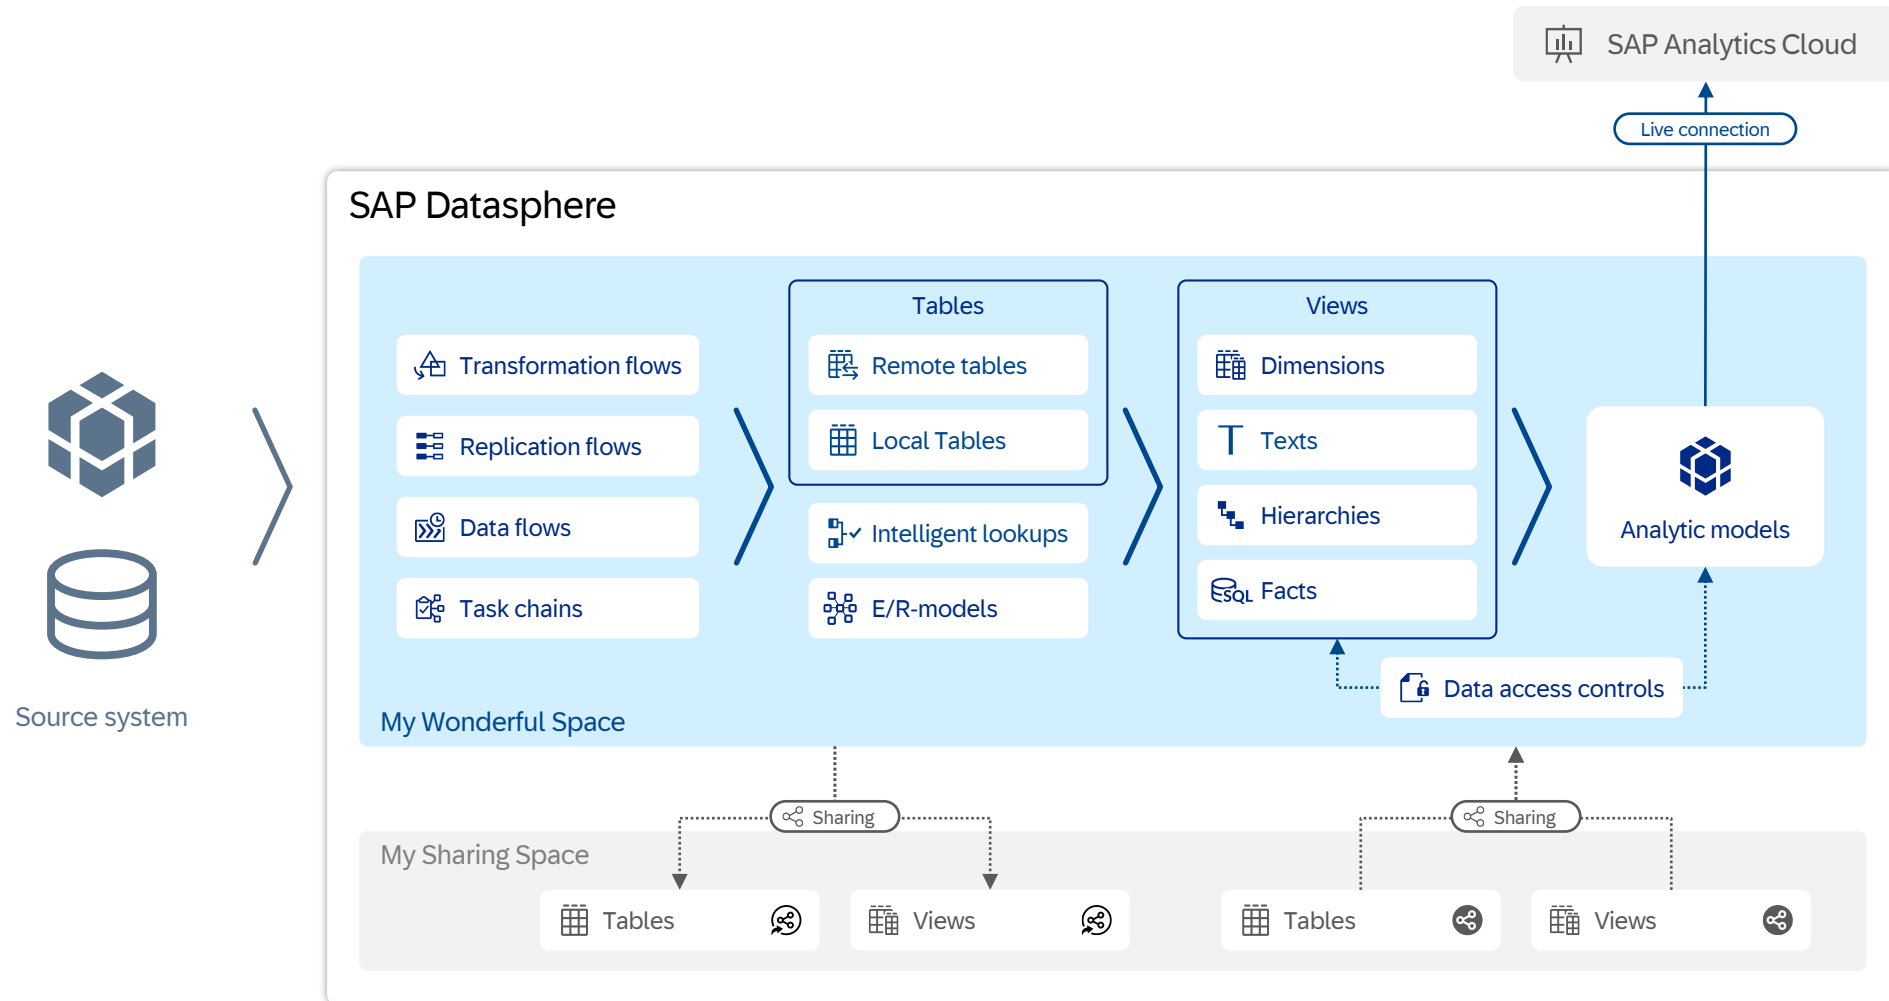 SAP Analytics Cloud
Live connection
SAP Datasphere
Source system
Transformation flows
Replication flows
Data flows
Task chains
Tables
Remote tables
Local Tables
Intelligent lookups
E/R-models
Views
Dimensions
Texts
Hierarchies
SQL Facts
Analytic models
Data access controls
My Wonderful Space
Sharing
Sharing
My Sharing Space
Tables
Views
Tables
Views